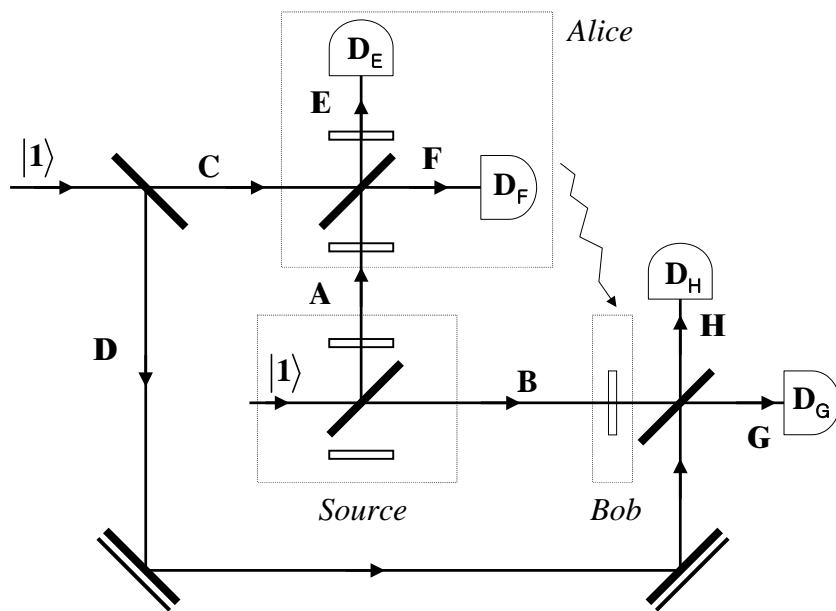 Alice
D_E
E
|1⟩
C
F
D_F
A
D_H
H
D
|1⟩
B
D_G
G
Source
Bob